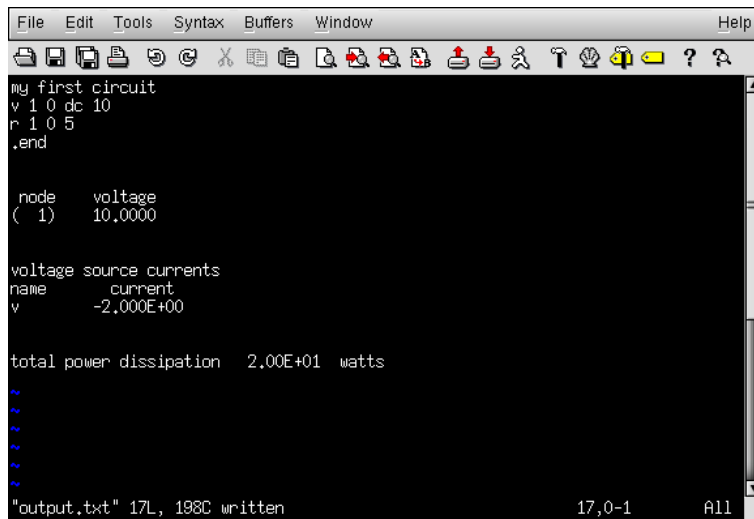 File Edit Tools Syntax Buffers Window Help
my first circuit
v 1 0 dc 10
r 1 0 5
.end
node voltage
( 1) 10.0000
voltage source currents
name current
v -2.000E+00
total power dissipation 2.00E+01 watts
~
~
~
~
~
"output.txt" 17L, 198C written 17,0-1 All